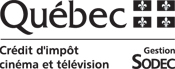 Québec
Crédit d'impôt
cinéma et télévision
Gestion
SODEC